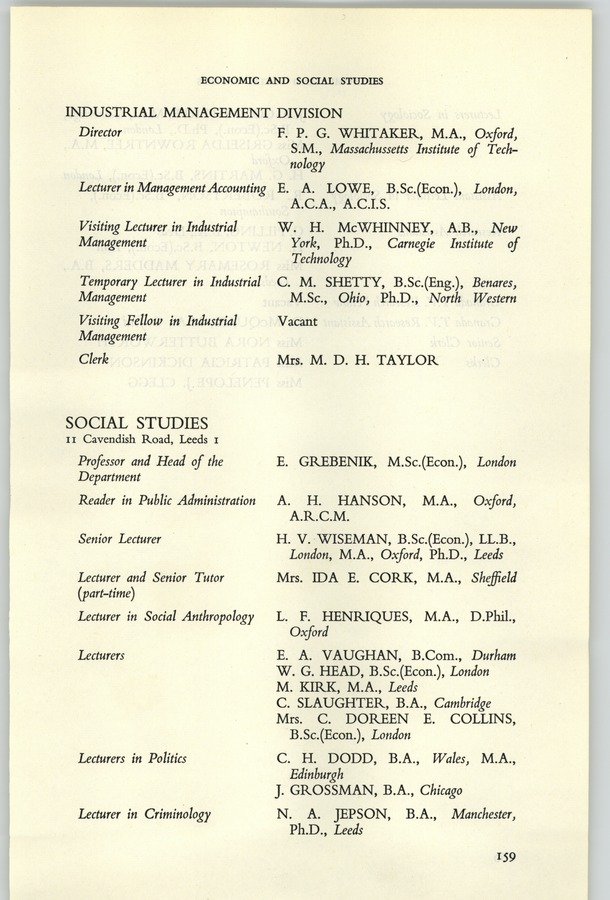 ECONOMIC AND SOCIAL STUDIES
INDUSTRIAL MANAGEMENT DIVISION
Director F. P. G. WHITAKER, M.A., Oxford,
S.M., Massachussetts Institute of Tech-
nology
Lecturer in Management Accounting E. A. LOWE, B.Sc.(Econ.), London,
A.C.A., A.C.I.S.
Visiting Lecturer in Industrial W. H. McWHINNEY, A.B., New
Management York, Ph.D., Carnegie Institute of
Technology
Temporary Lecturer in Industrial C. M. SHETTY, B.Sc.(Eng.), Benares,
Management M.Sc., Ohio, Ph.D., North Western
Visiting Fellow in Industrial Vacant
Management
Clerk Mrs. M. D. H. TAYLOR
SOCIAL STUDIES
11 Cavendish Road, Leeds 1
Professor and Head of the E. GREBENIK, M.Sc.(Econ.), London
Department
Reader in Public Administration A. H. HANSON, M.A., Oxford,
A.R.C.M.
Senior Lecturer H. V. WISEMAN, B.Sc.(Econ.), LL.B.,
London, M.A., Oxford, Ph.D., Leeds
Lecturer and Senior Tutor Mrs. IDA E. CORK, M.A., Sheffield
(part-time)
Lecturer in Social Anthropology L. F. HENRIQUES, M.A., D.Phil.,
Oxford
Lecturers E. A. VAUGHAN, B.Com., Durham
W. G. HEAD, B.Sc.(Econ.), London
M. KIRK, M.A., Leeds
C. SLAUGHTER, B.A., Cambridge
Mrs. C. DOREEN E. COLLINS,
B.Sc.(Econ.), London
Lecturers in Politics C. H. DODD, B.A., Wales, M.A.,
Edinburgh
J. GROSSMAN, B.A., Chicago
Lecturer in Criminology N. A. JEPSON, B.A., Manchester,
Ph.D., Leeds
159